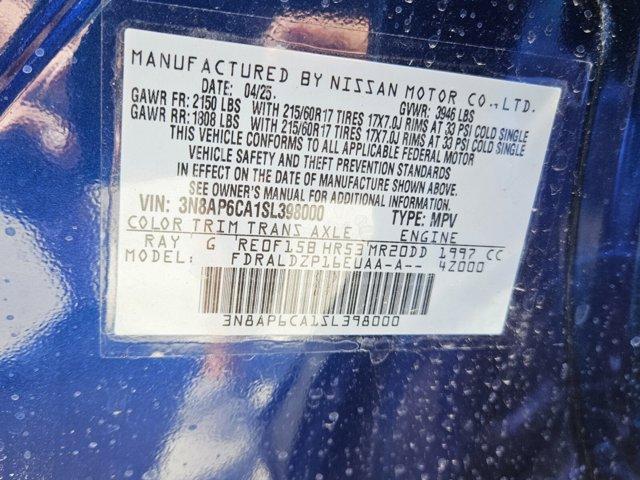 MANUFACTURED BY NISSAN MOTOR CO., LTD.
DATE: 04/25. GVWR: 3946 LBS
GAWR FR: 2150 LBS WITH 215/60R17 TIRES 17X7.0J RIMS AT 33 PSI COLD SINGLE
GAWR RR: 1808 LBS WITH 215/60R17 TIRES 17X7.0J RIMS AT 33 PSI COLD SINGLE
THIS VEHICLE CONFORMS TO ALL APPLICABLE FEDERAL MOTOR
VEHICLE SAFETY AND THEFT PREVENTION STANDARDS
IN EFFECT ON THE DATE OF MANUFACTURE SHOWN ABOVE.
SEE OWNER'S MANUAL FOR ADDITIONAL INFORMATION.
VIN: 3N8AP6CA1SL398000 TYPE: MPV
COLOR TRIM TRANS AXLE ENGINE
RAY G RE0F15B HR53 MR20DD 1997 CC
MODEL: FDRALDZP16EUAA-A-- 4Z000
3N8AP6CA1SL398000